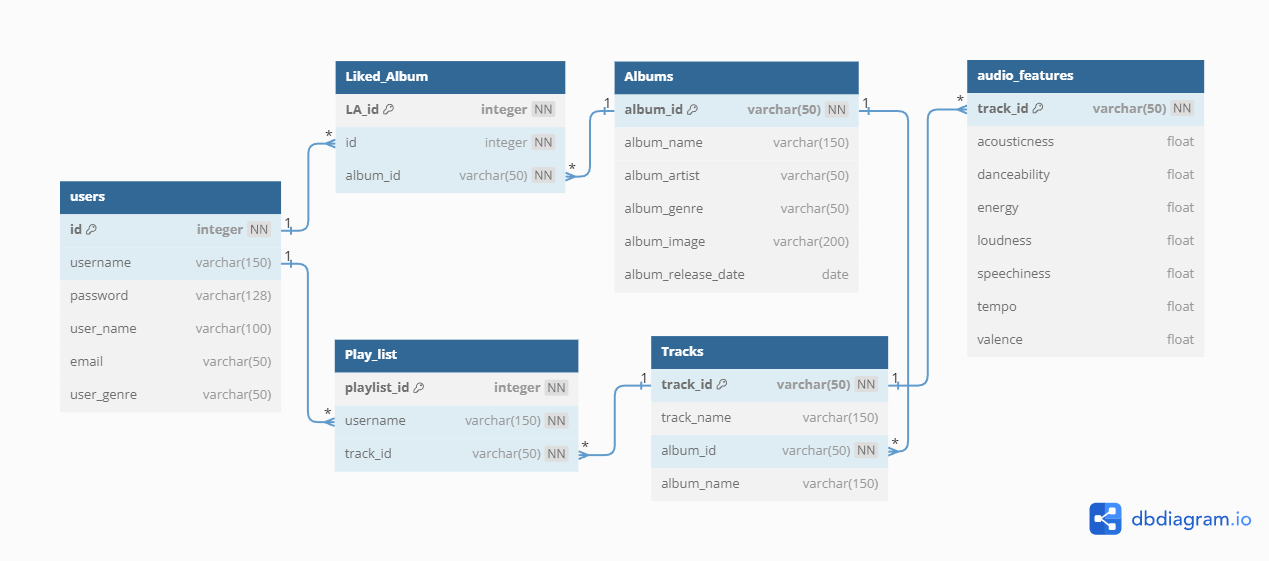 Liked_Album
LA_id integer NN
id integer NN
album_id varchar(50) NN
Albums
album_id varchar(50) NN
album_name varchar(150)
album_artist varchar(50)
album_genre varchar(50)
album_image varchar(200)
album_release_date date
audio_features
track_id varchar(50) NN
acousticness float
danceability float
energy float
loudness float
speechiness float
tempo float
valence float
users
id integer NN
username varchar(150)
password varchar(128)
user_name varchar(100)
email varchar(50)
user_genre varchar(50)
Play_list
playlist_id integer NN
username varchar(150) NN
track_id varchar(50) NN
Tracks
track_id varchar(50) NN
track_name varchar(150)
album_id varchar(50) NN
album_name varchar(150)
1 *
1 *
1 *
1 *
1 *
1 *
dbdiagram.io